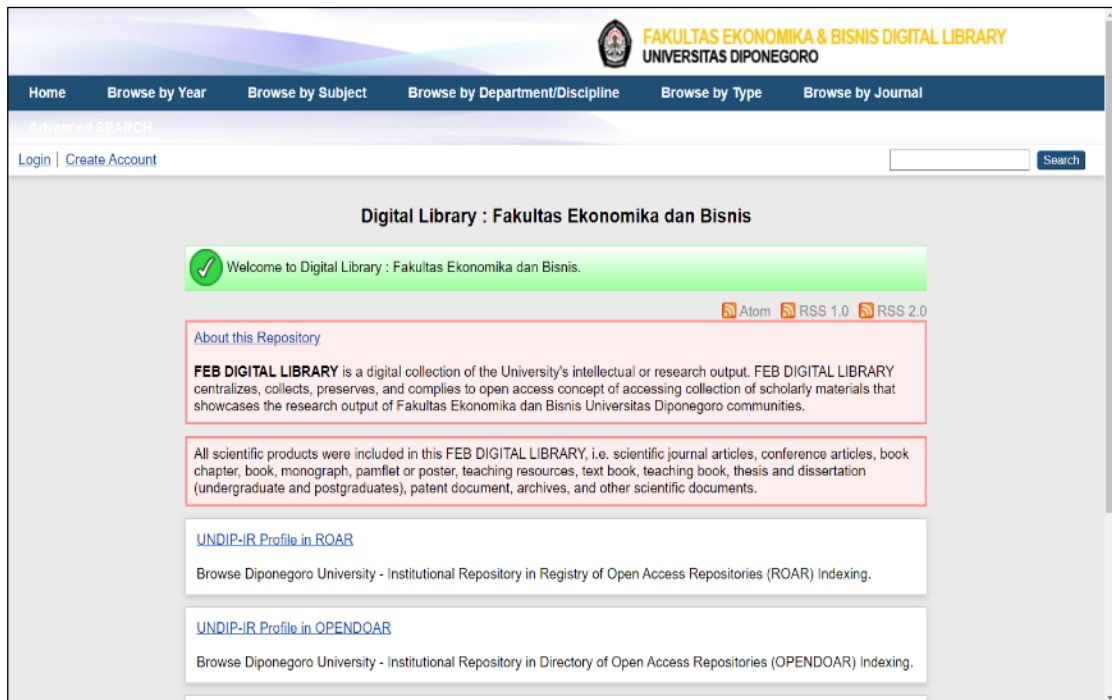 FAKULTAS EKONOMIKA & BISNIS DIGITAL LIBRARY
UNIVERSITAS DIPONEGORO
Home Browse by Year Browse by Subject Browse by Department/Discipline Browse by Type Browse by Journal
Advanced SEARCH
Login | Create Account Search
Digital Library : Fakultas Ekonomika dan Bisnis
Welcome to Digital Library : Fakultas Ekonomika dan Bisnis.
Atom RSS 1.0 RSS 2.0
About this Repository
FEB DIGITAL LIBRARY is a digital collection of the University's intellectual or research output. FEB DIGITAL LIBRARY
centralizes, collects, preserves, and complies to open access concept of accessing collection of scholarly materials that
showcases the research output of Fakultas Ekonomika dan Bisnis Universitas Diponegoro communities.
All scientific products were included in this FEB DIGITAL LIBRARY, i.e. scientific journal articles, conference articles, book
chapter, book, monograph, pamflet or poster, teaching resources, text book, teaching book, thesis and dissertation
(undergraduate and postgraduates), patent document, archives, and other scientific documents.
UNDIP-IR Profile in ROAR
Browse Diponegoro University - Institutional Repository in Registry of Open Access Repositories (ROAR) Indexing.
UNDIP-IR Profile in OPENDOAR
Browse Diponegoro University - Institutional Repository in Directory of Open Access Repositories (OPENDOAR) Indexing.